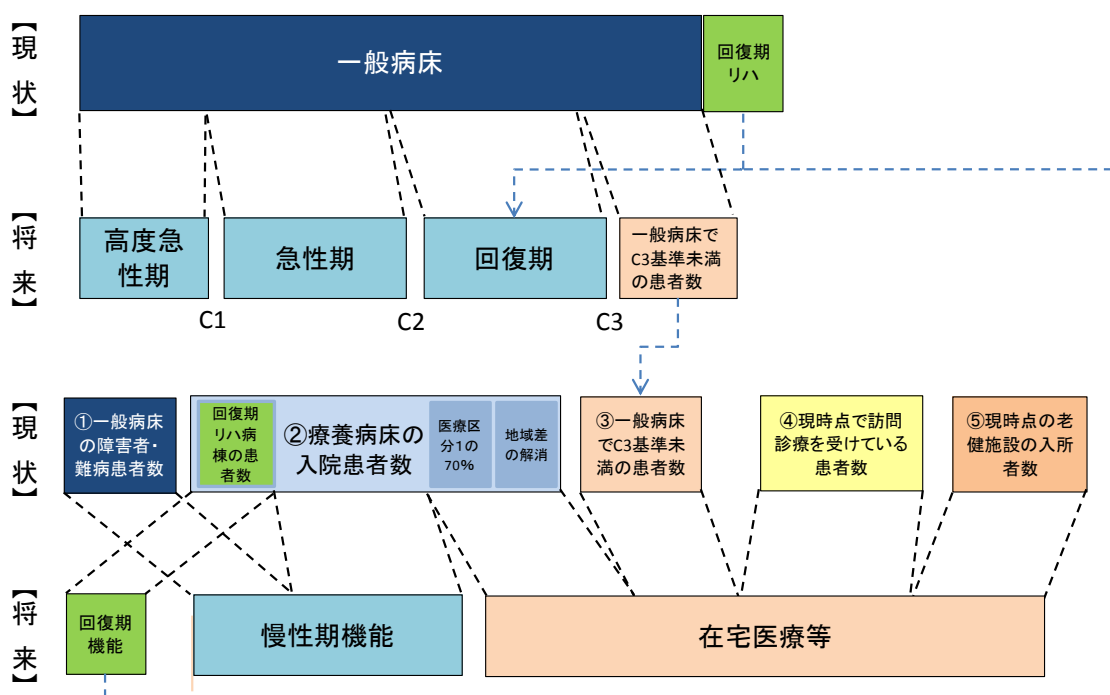 【現状】
一般病床
回復期
リハ
【将来】
高度急
性期
急性期
回復期
一般病床で
C3基準未満
の患者数
C1
C2
C3
【現状】
①一般病床
の障害者・
難病患者数
回復期
リハ病
棟の患
者数
②療養病床の
入院患者数
医療区
分1の
70%
地域差
の解消
③一般病床
でC3基準未
満の患者数
④現時点で訪問
診療を受けている
患者数
⑤現時点の老
健施設の入所
者数
【将来】
回復期
機能
慢性期機能
在宅医療等